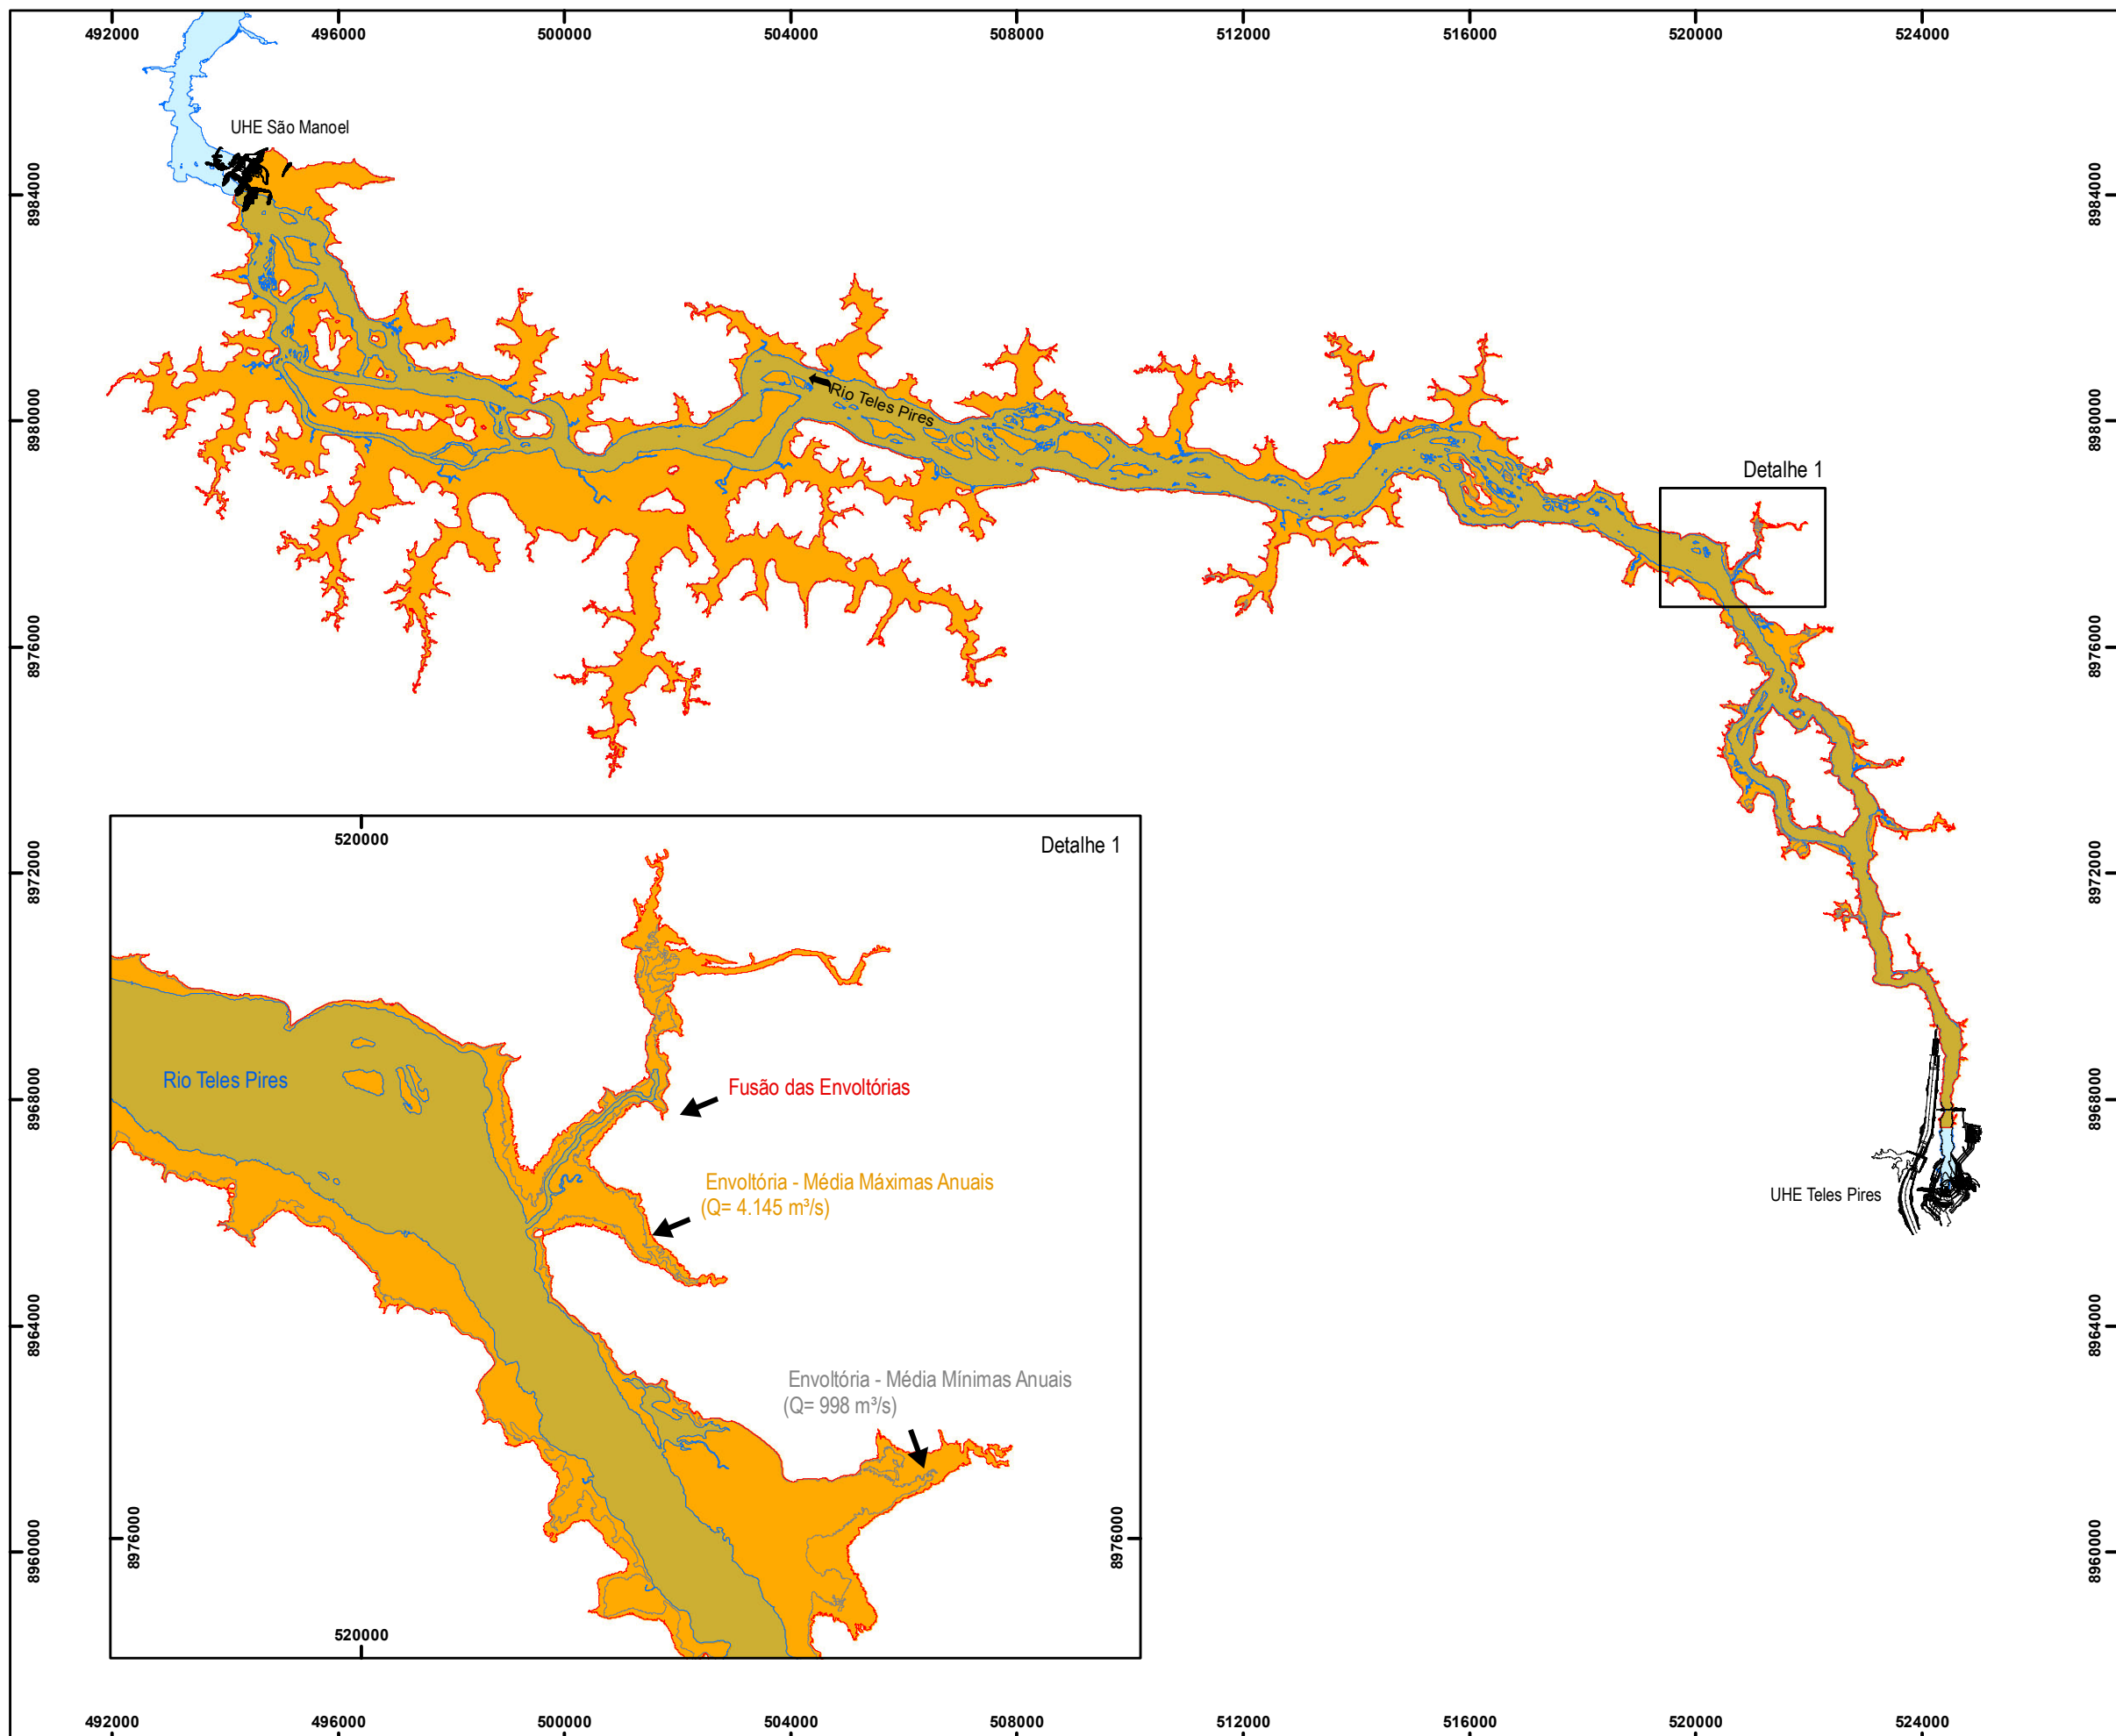 492000 496000 500000 504000 508000 512000 516000 520000 524000
UHE São Manoel
8984000 8984000
Rio Teles Pires
8980000 8980000
Detalhe 1
8976000 8976000
520000
Detalhe 1
8972000 8972000
Rio Teles Pires
Fusão das Envoltórias
8968000 8968000
Envoltória - Média Máximas Anuais
(Q= 4.145 m³/s)
UHE Teles Pires
8964000 8964000
Envoltória - Média Mínimas Anuais
(Q= 998 m³/s)
8976000 8976000
8960000 8960000
520000
492000 496000 500000 504000 508000 512000 516000 520000 524000